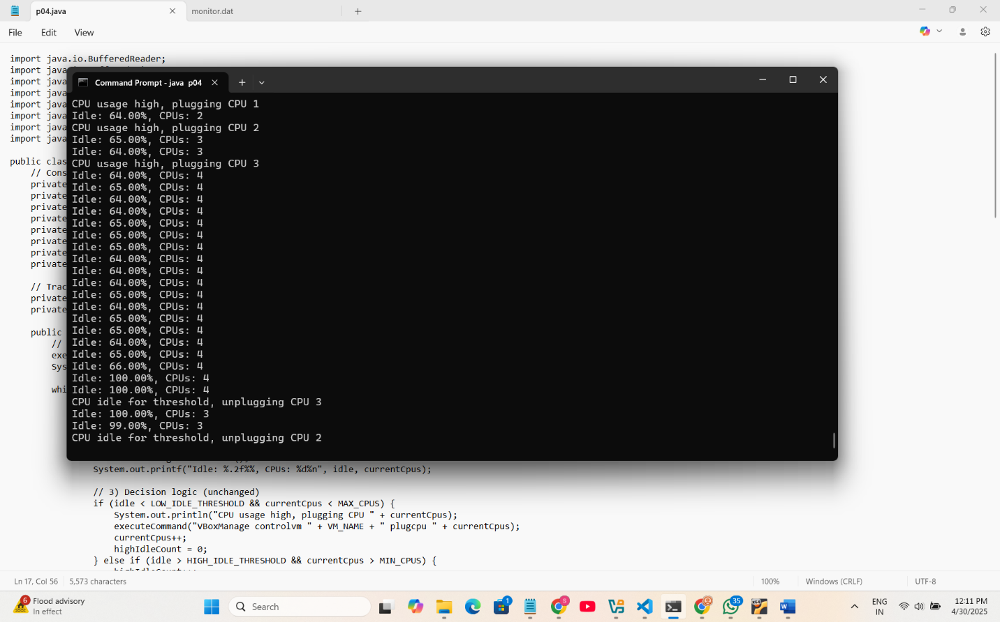 p04.java
monitor.dat
File Edit View
import java.io.BufferedReader;
import java
import java
import java
import java
import java
import java
import java
public clas
// Cons
private
private
private
private
private
private
private
private
// Trac
private
private
public
//
exe
Sys
whi
Command Prompt - java p04
CPU usage high, plugging CPU 1
Idle: 64.00%, CPUs: 2
CPU usage high, plugging CPU 2
Idle: 65.00%, CPUs: 3
Idle: 64.00%, CPUs: 3
CPU usage high, plugging CPU 3
Idle: 64.00%, CPUs: 4
Idle: 65.00%, CPUs: 4
Idle: 64.00%, CPUs: 4
Idle: 64.00%, CPUs: 4
Idle: 65.00%, CPUs: 4
Idle: 65.00%, CPUs: 4
Idle: 65.00%, CPUs: 4
Idle: 64.00%, CPUs: 4
Idle: 64.00%, CPUs: 4
Idle: 64.00%, CPUs: 4
Idle: 65.00%, CPUs: 4
Idle: 64.00%, CPUs: 4
Idle: 65.00%, CPUs: 4
Idle: 65.00%, CPUs: 4
Idle: 64.00%, CPUs: 4
Idle: 65.00%, CPUs: 4
Idle: 66.00%, CPUs: 4
Idle: 100.00%, CPUs: 4
Idle: 100.00%, CPUs: 4
CPU idle for threshold, unplugging CPU 3
Idle: 100.00%, CPUs: 3
Idle: 99.00%, CPUs: 3
CPU idle for threshold, unplugging CPU 2
System.out.printf("Idle: %.2f%%, CPUs: %d%n", idle, currentCpus);
// 3) Decision logic (unchanged)
if (idle < LOW_IDLE_THRESHOLD && currentCpus < MAX_CPUS) {
System.out.println("CPU usage high, plugging CPU " + currentCpus);
executeCommand("VBoxManage controlvm " + VM_NAME + " plugcpu " + currentCpus);
currentCpus++;
highIdleCount = 0;
} else if (idle > HIGH_IDLE_THRESHOLD && currentCpus > MIN_CPUS) {
Ln 17, Col 56 5,573 characters 100% Windows (CRLF) UTF-8
6
Flood advisory
In effect
Search
1
S
35
X64
ENG
IN
12:11 PM
4/30/2025